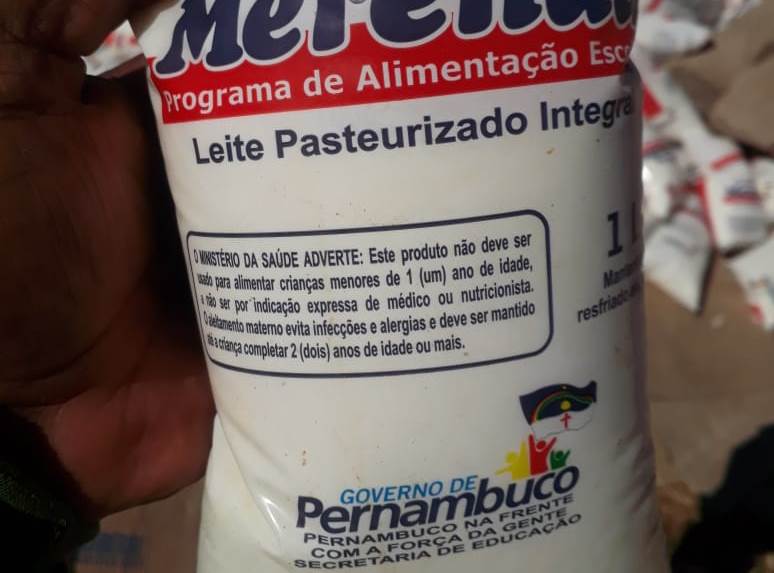 Programa de Alimentação Esc
Leite Pasteurizado Integra
1 L
O MINISTÉRIO DA SAÚDE ADVERTE: Este produto não deve ser
usado para alimentar crianças menores de 1 (um) ano de idade,
a não ser por indicação expressa de médico ou nutricionista.
O aleitamento materno evita infecções e alergias e deve ser mantido
até a criança completar 2 (dois) anos de idade ou mais.
resfriado
GOVERNO DE
Pernambuco
PERNAMBUCO NA FRENTE
COM A FORÇA DA GENTE
SECRETARIA DE EDUCAÇÃO